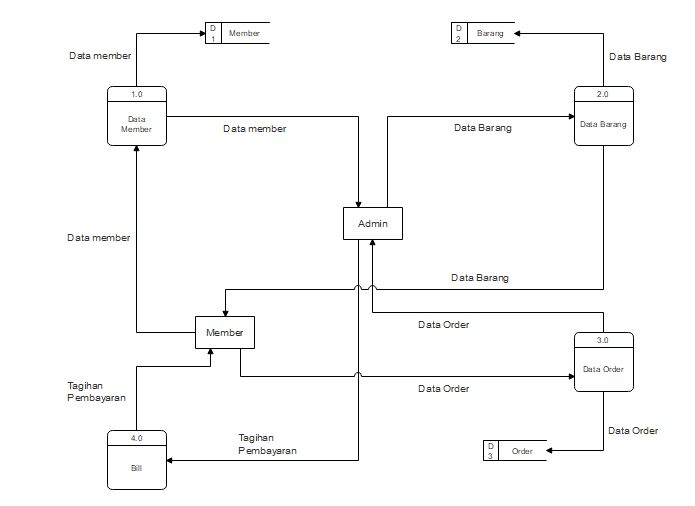 D
1
Member
D
2
Barang
Data member
Data Barang
1.0
Data
Member
2.0
Data Barang
Data member
Data Barang
Admin
Data member
Data Barang
Member
Data Order
3.0
Data Order
Data Order
Tagihan
Pembayaran
4.0
Bill
Tagihan
Pembayaran
Data Order
D
3
Order